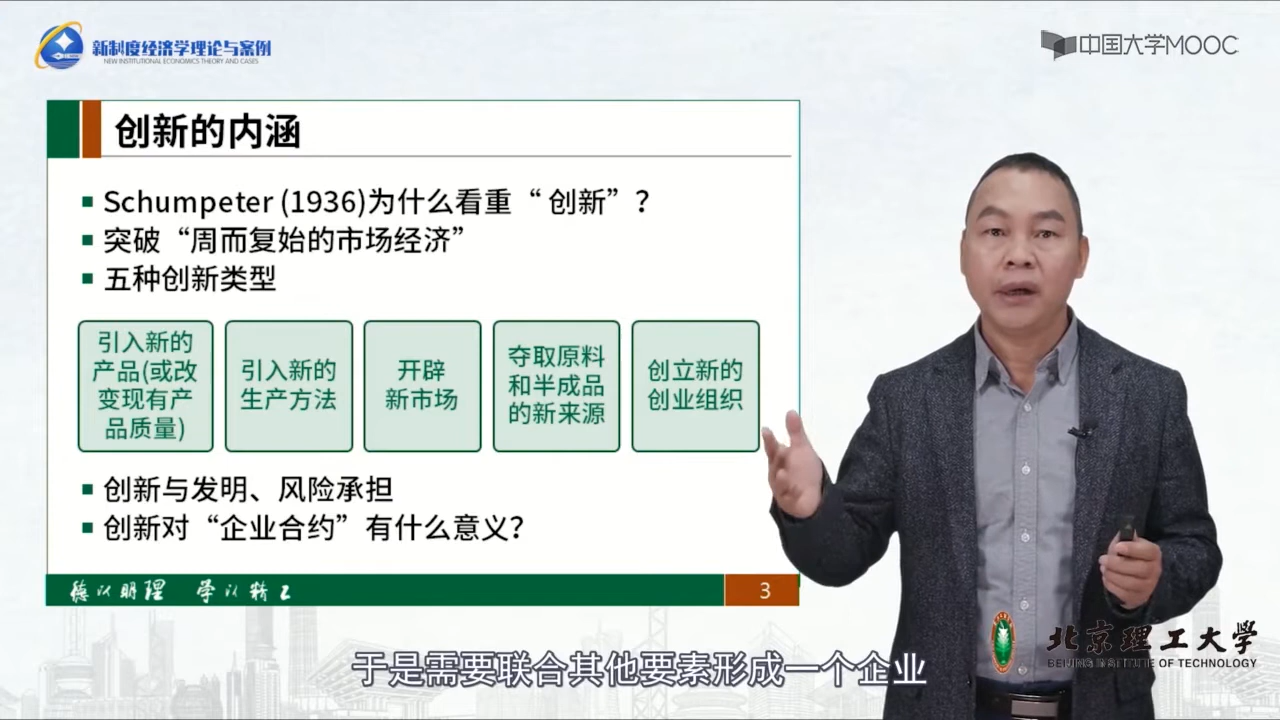 新制度经济学理论与案例
NEW INSTITUTIONAL ECONOMICS THEORY AND CASES
中国大学MOOC
创新的内涵
Schumpeter (1936)为什么看重“ 创新”？
突破“周而复始的市场经济”
五种创新类型
引入新的
产品(或改
变现有产
品质量)
引入新的
生产方法
开辟
新市场
夺取原料
和半成品
的新来源
创立新的
创业组织
创新与发明、风险承担
创新对“企业合约”有什么意义?
德以明理 学以精工
3
北京理工大学
BEIJING INSTITUTE OF TECHNOLOGY
于是需要联合其他要素形成一个企业